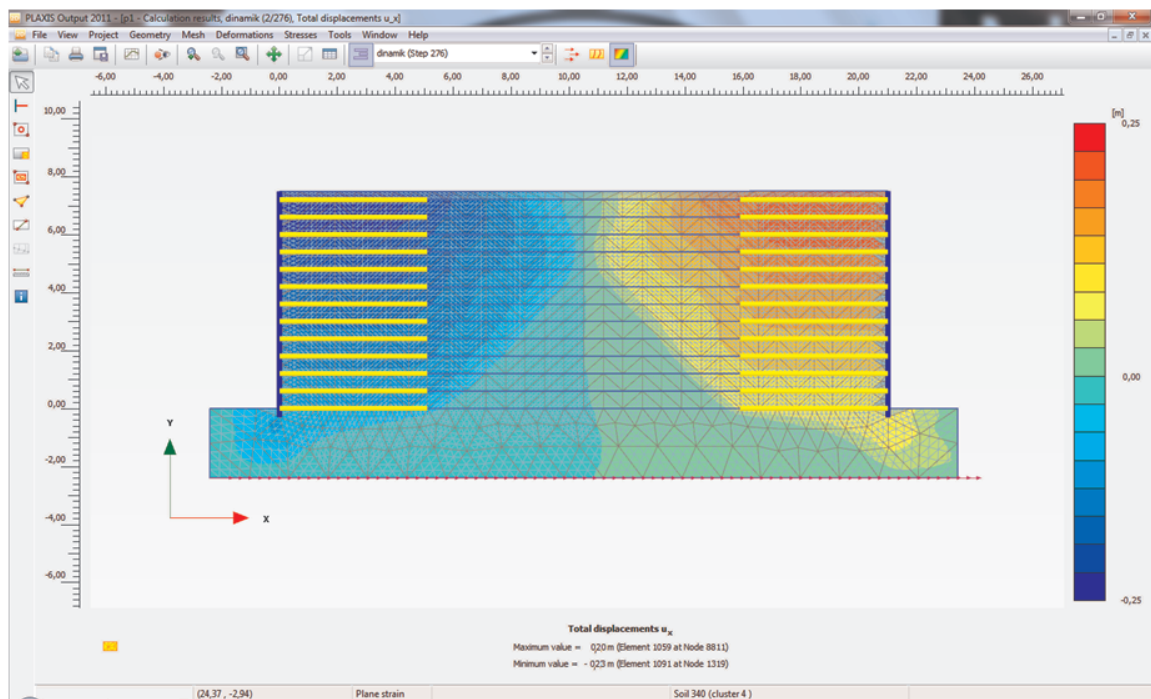 PLAXIS Output 2011 - [p1 - Calculation results, dinamik (2/276), Total displacements u_x]
File View Project Geometry Mesh Deformations Stresses Tools Window Help
dinamik (Step 276)
-6,00 -4,00 -2,00 0,00 2,00 4,00 6,00 8,00 10,00 12,00 14,00 16,00 18,00 20,00 22,00 24,00 26,00
[m]
10,00
0,25
8,00
6,00
4,00
2,00
0,00
0,00
Y
-2,00
X
-4,00
-6,00
-0,25
Total displacements ux
Maximum value = 0,20 m (Element 1059 at Node 8811)
Minimum value = -0,23 m (Element 1091 at Node 1319)
(24,37 , -2,94) Plane strain Soil 340 (cluster 4 )